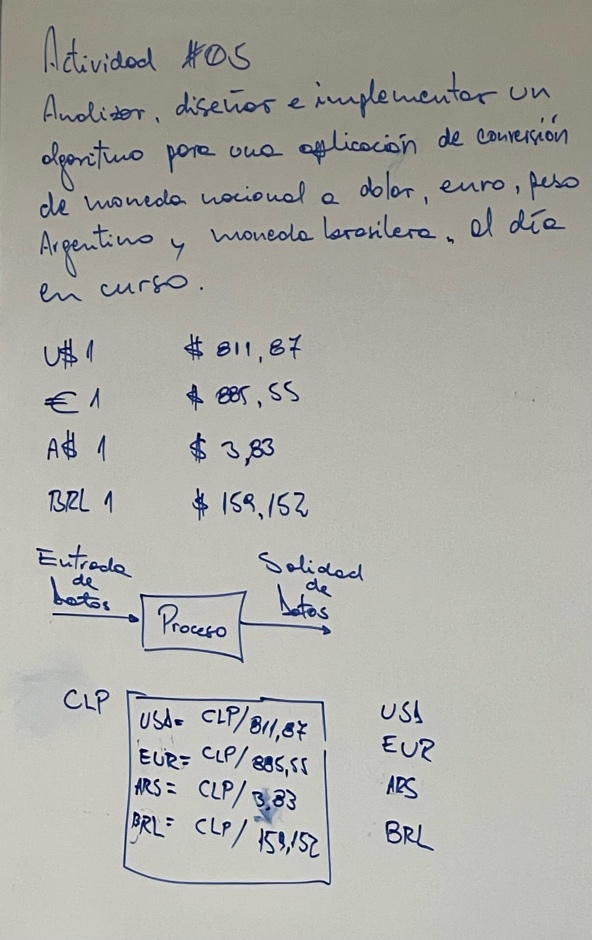 Actividad #05
Analizar, diseñar e implementar un
algoritmo para una aplicación de conversión
de moneda nacional a dolar, euro, peso
Argentino y moneda brasilera, al día
en curso.
U$ 1 $ 811,87
€ 1 $ 885,55
A$ 1 $ 3,83
BRL 1 $ 159,152
Entrada de Datos
Proceso
Salidad de Datos
CLP
USD= CLP/811,87
EUR= CLP/885,55
ARS= CLP/3,83
BRL= CLP/159,152
USD
EUR
ARS
BRL